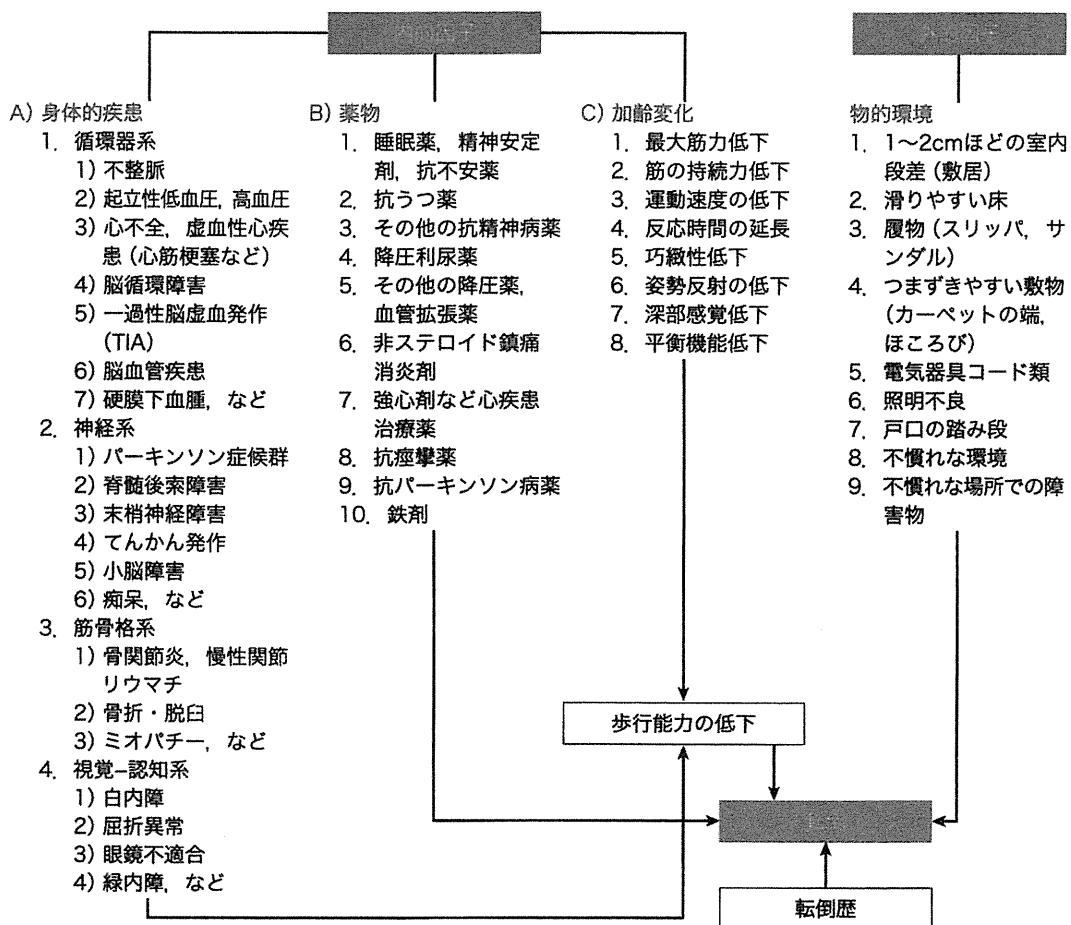 A) 身体的疾患
1. 循環器系
1) 不整脈
2) 起立性低血圧, 高血圧
3) 心不全, 虚血性心疾
患 (心筋梗塞など)
4) 脳循環障害
5) 一過性脳虚血発作
(TIA)
6) 脳血管疾患
7) 硬膜下血腫, など
2. 神経系
1) パーキンソン症候群
2) 脊髄後索障害
3) 末梢神経障害
4) てんかん発作
5) 小脳障害
6) 痴呆, など
3. 筋骨格系
1) 骨関節炎, 慢性関節
リウマチ
2) 骨折・脱臼
3) ミオパチー, など
4. 視覚–認知系
1) 白内障
2) 屈折異常
3) 眼鏡不適合
4) 緑内障, など
B) 薬物
1. 睡眠薬, 精神安定
剤, 抗不安薬
2. 抗うつ薬
3. その他の抗精神病薬
4. 降圧利尿薬
5. その他の降圧薬,
血管拡張薬
6. 非ステロイド鎮痛
消炎剤
7. 強心剤など心疾患
治療薬
8. 抗痙攣薬
9. 抗パーキンソン病薬
10. 鉄剤
C) 加齢変化
1. 最大筋力低下
2. 筋の持続力低下
3. 運動速度の低下
4. 反応時間の延長
5. 巧緻性低下
6. 姿勢反射の低下
7. 深部感覚低下
8. 平衡機能低下
物的環境
1. 1〜2cmほどの室内
段差 (敷居)
2. 滑りやすい床
3. 履物 (スリッパ, サ
ンダル)
4. つまずきやすい敷物
(カーペットの端,
ほころび)
5. 電気器具コード類
6. 照明不良
7. 戸口の踏み段
8. 不慣れな環境
9. 不慣れな場所での障
害物
歩行能力の低下
転倒歴